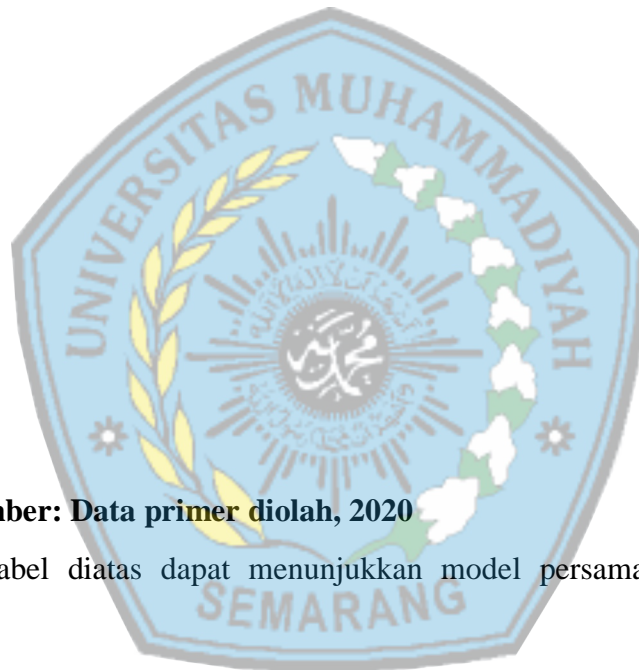 UNIVERSITAS MUHAMMADIYAH
mber: Data primer diolah, 2020
abel diatas dapat menunjukkan model persama
SEMARANG